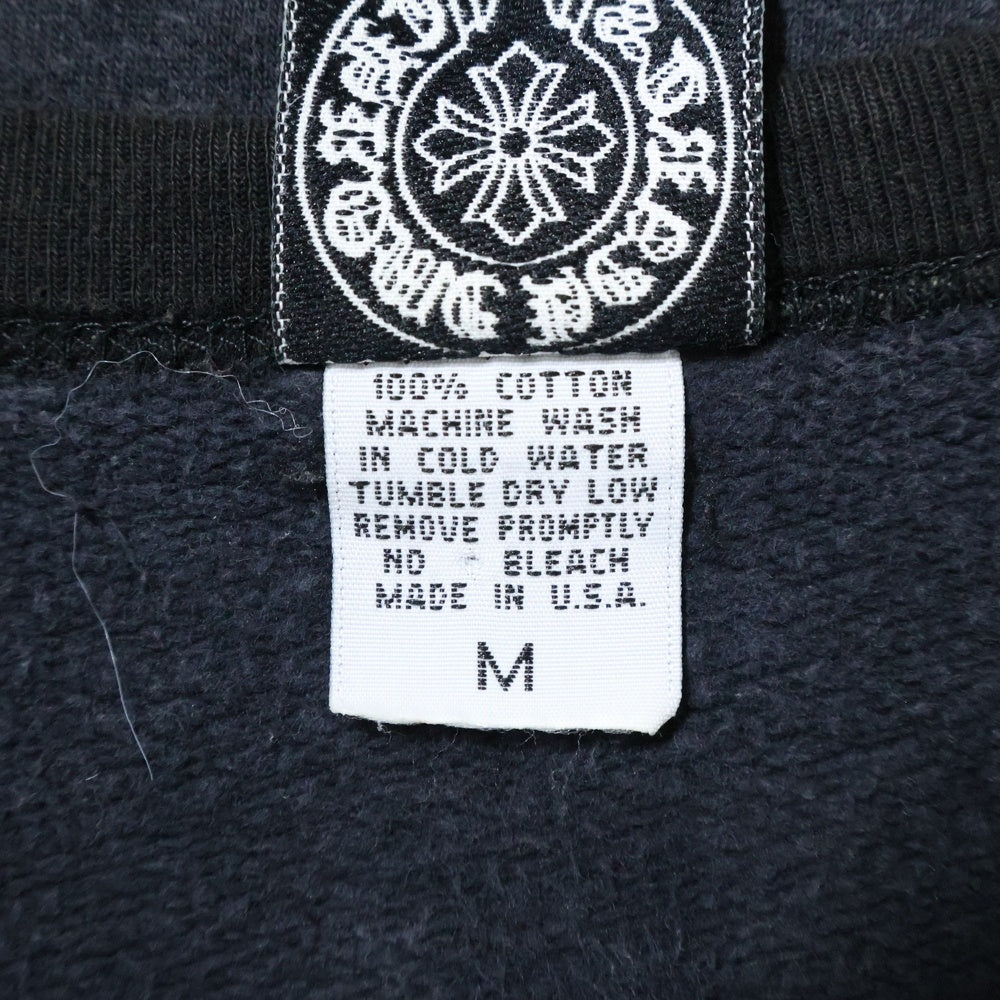 100% COTTON
MACHINE WASH
IN COLD WATER
TUMBLE DRY LOW
REMOVE PROMPTLY
NO BLEACH
MADE IN U.S.A.
M